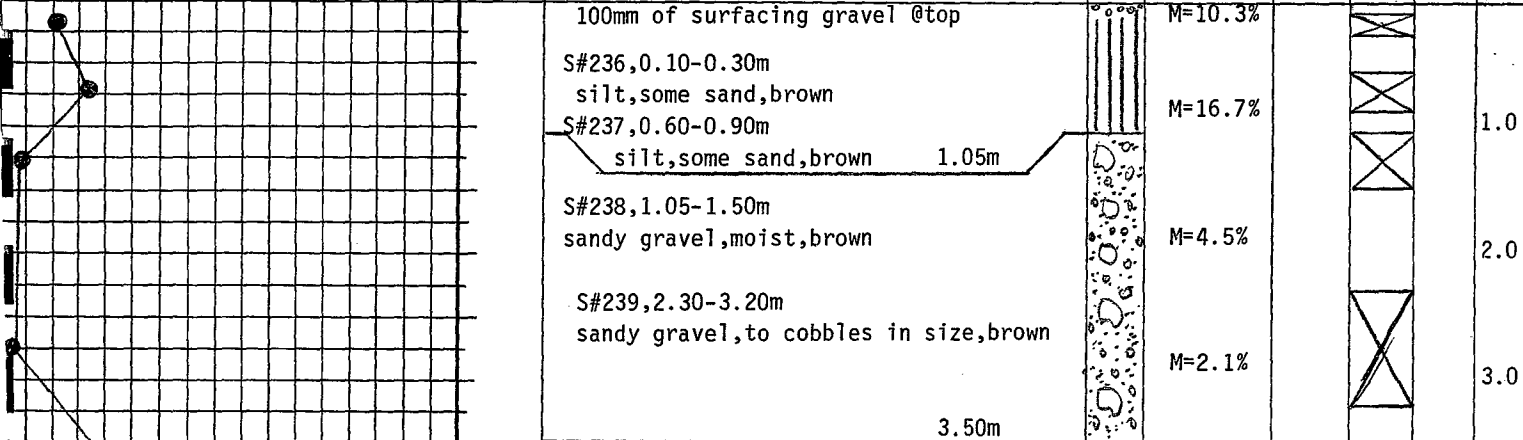 100mm of surfacing gravel @top
M=10.3%
S#236,0.10-0.30m
silt,some sand,brown
M=16.7%
S#237,0.60-0.90m
1.0
silt,some sand,brown 1.05m
S#238,1.05-1.50m
sandy gravel,moist,brown
M=4.5%
2.0
S#239,2.30-3.20m
sandy gravel,to cobbles in size,brown
M=2.1%
3.0
3.50m